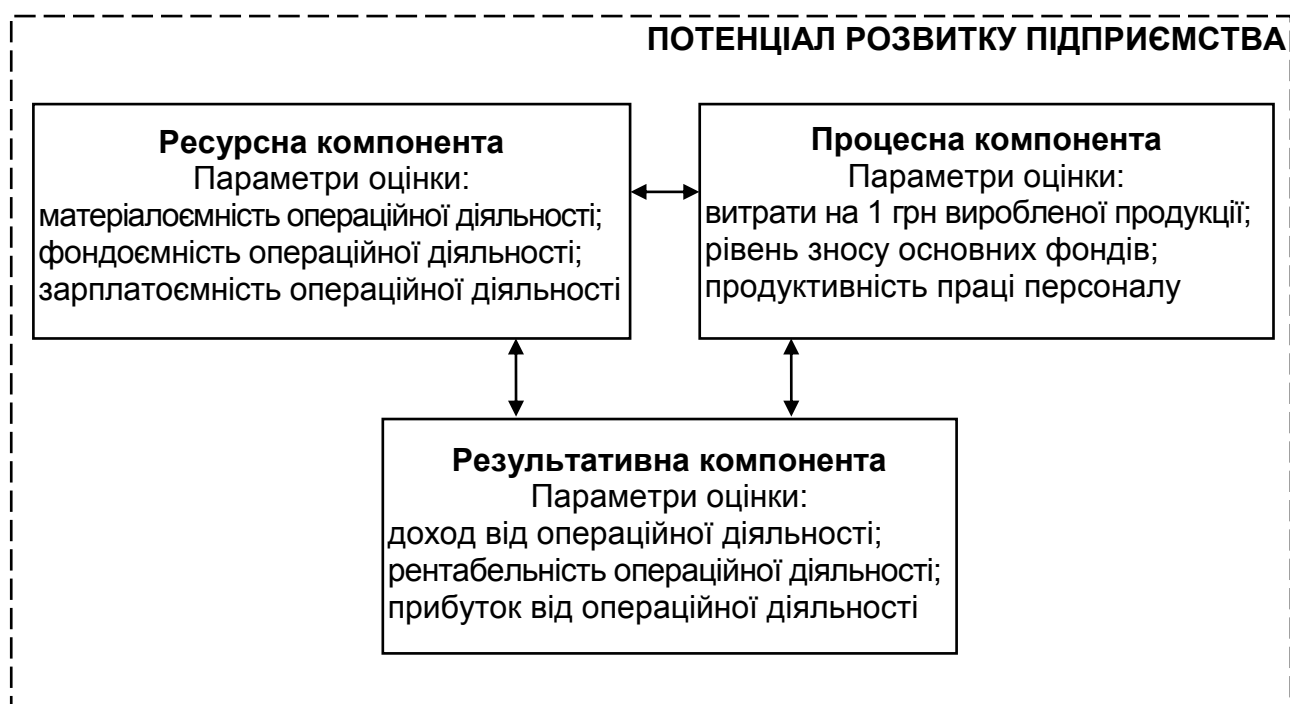 ПОТЕНЦІАЛ РОЗВИТКУ ПІДПРИЄМСТВА
Ресурсна компонента
Параметри оцінки:
матеріалоємність операційної діяльності;
фондоємність операційної діяльності;
зарплатоємність операційної діяльності
Процесна компонента
Параметри оцінки:
витрати на 1 грн виробленої продукції;
рівень зносу основних фондів;
продуктивність праці персоналу
Результативна компонента
Параметри оцінки:
доход від операційної діяльності;
рентабельність операційної діяльності;
прибуток від операційної діяльності